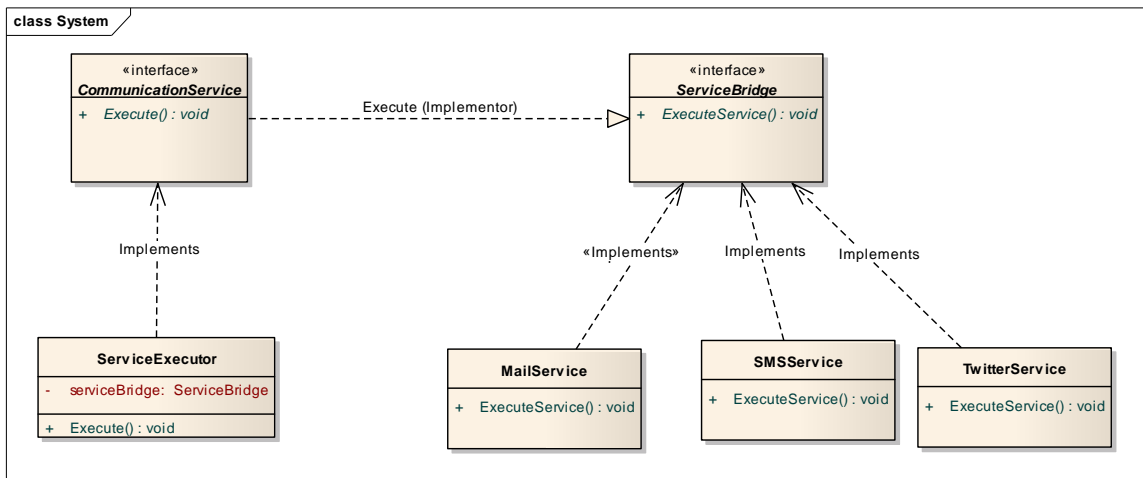 class System
«interface»
CommunicationService
+ Execute() : void
Execute (Implementor)
«interface»
ServiceBridge
+ ExecuteService() : void
Implements
«Implements»
Implements
Implements
ServiceExecutor
- serviceBridge: ServiceBridge
+ Execute() : void
MailService
+ ExecuteService() : void
SMSService
+ ExecuteService() : void
TwitterService
+ ExecuteService() : void